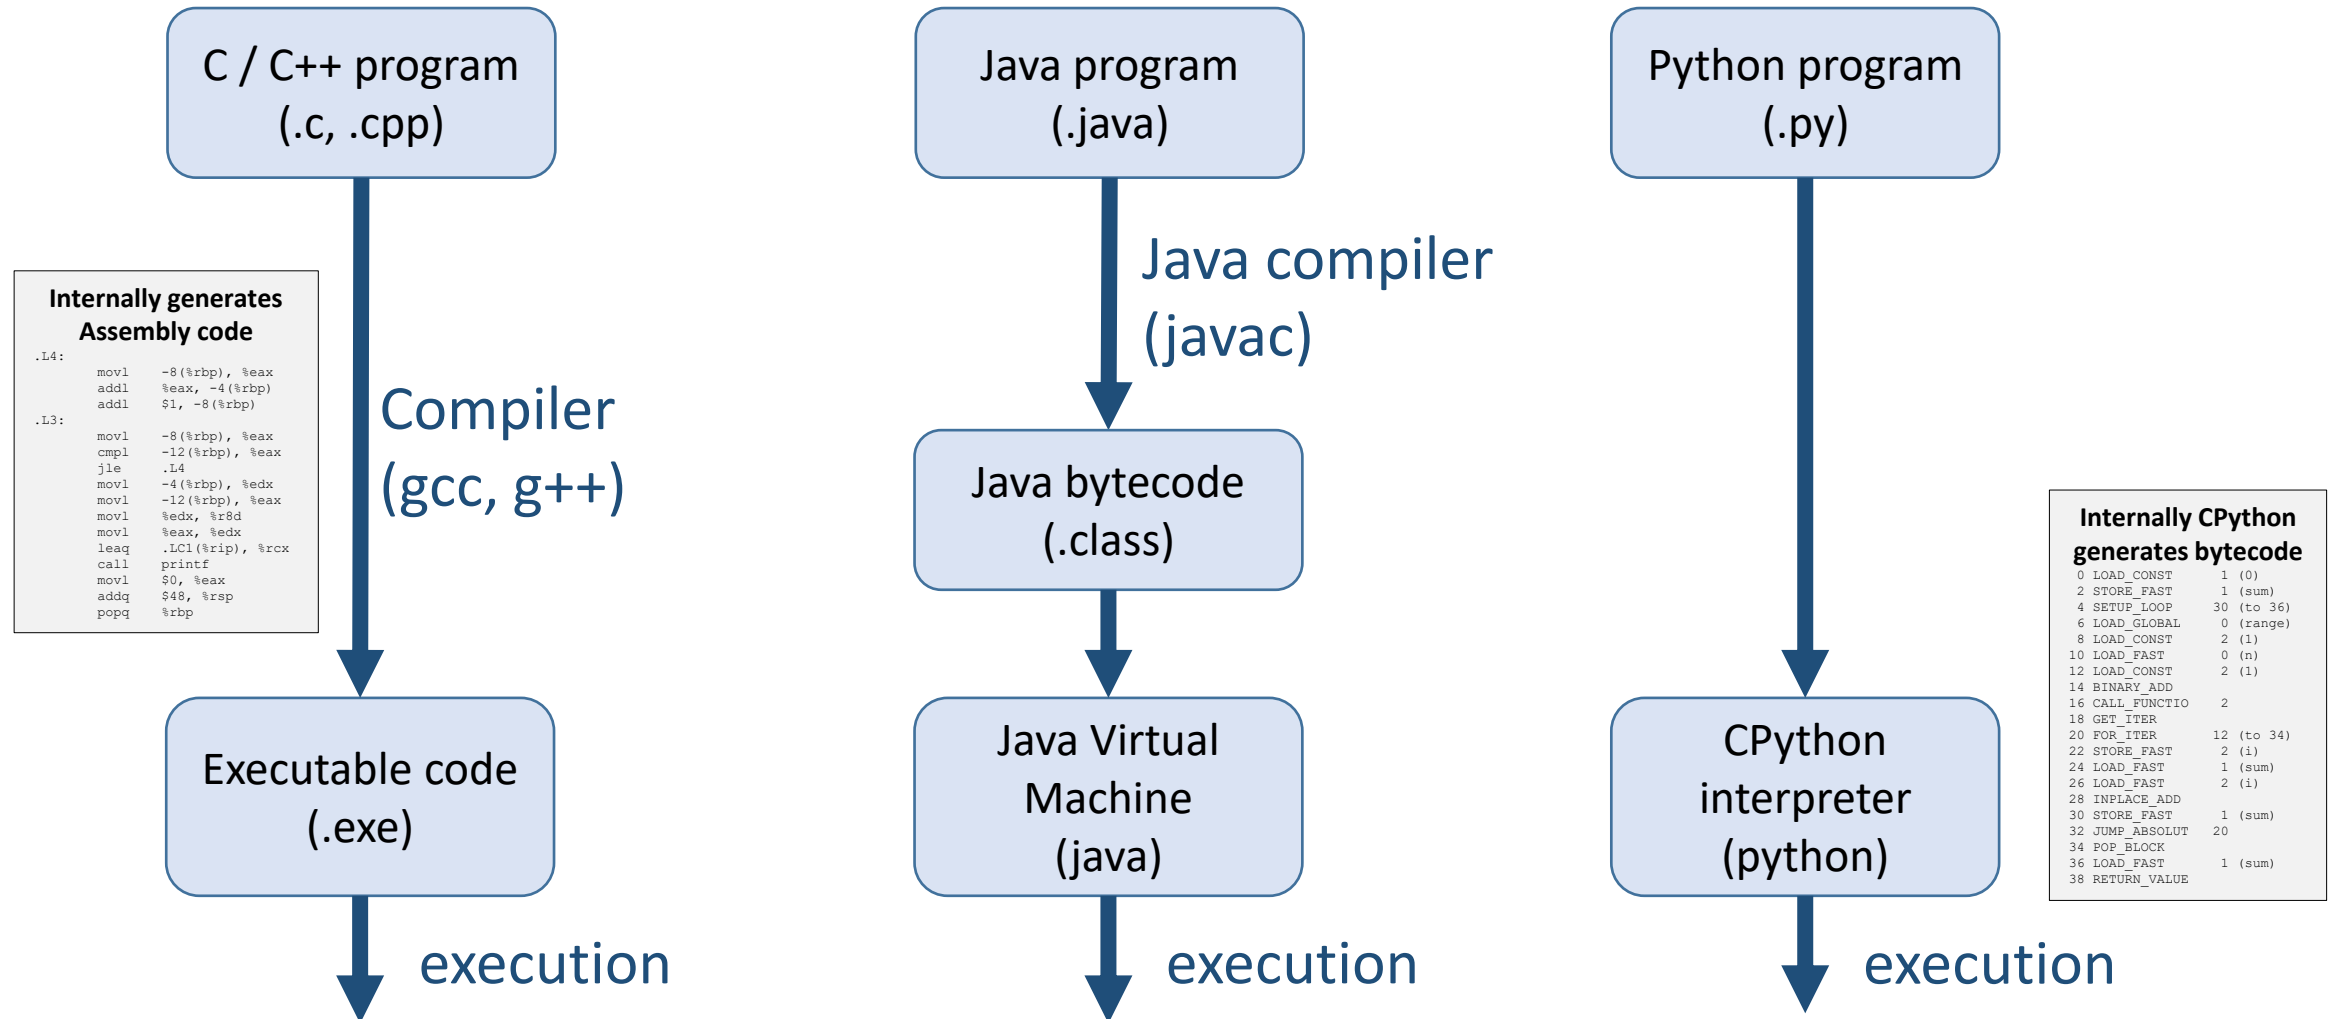 C / C++ program
(.c, .cpp)
Internally generates
Assembly code
.L4:
movl -8(%rbp), %eax
addl %eax, -4(%rbp)
addl $1, -8(%rbp)
.L3:
movl -8(%rbp), %eax
cmpl -12(%rbp), %eax
jle .L4
movl -4(%rbp), %edx
movl -12(%rbp), %eax
movl %edx, %r8d
movl %eax, %edx
leaq .LC1(%rip), %rcx
call printf
movl $0, %eax
addq $48, %rsp
popq %rbp
Compiler
(gcc, g++)
Executable code
(.exe)
execution
Java program
(.java)
Java compiler
(javac)
Java bytecode
(.class)
Java Virtual
Machine
(java)
execution
Python program
(.py)
CPython
interpreter
(python)
Internally CPython
generates bytecode
0 LOAD_CONST 1 (0)
2 STORE_FAST 1 (sum)
4 SETUP_LOOP 30 (to 36)
6 LOAD_GLOBAL 0 (range)
8 LOAD_CONST 2 (1)
10 LOAD_FAST 0 (n)
12 LOAD_CONST 2 (1)
14 BINARY_ADD
16 CALL_FUNCTIO 2
18 GET_ITER
20 FOR_ITER 12 (to 34)
22 STORE_FAST 2 (i)
24 LOAD_FAST 1 (sum)
26 LOAD_FAST 2 (i)
28 INPLACE_ADD
30 STORE_FAST 1 (sum)
32 JUMP_ABSOLUT 20
34 POP_BLOCK
36 LOAD_FAST 1 (sum)
38 RETURN_VALUE
execution